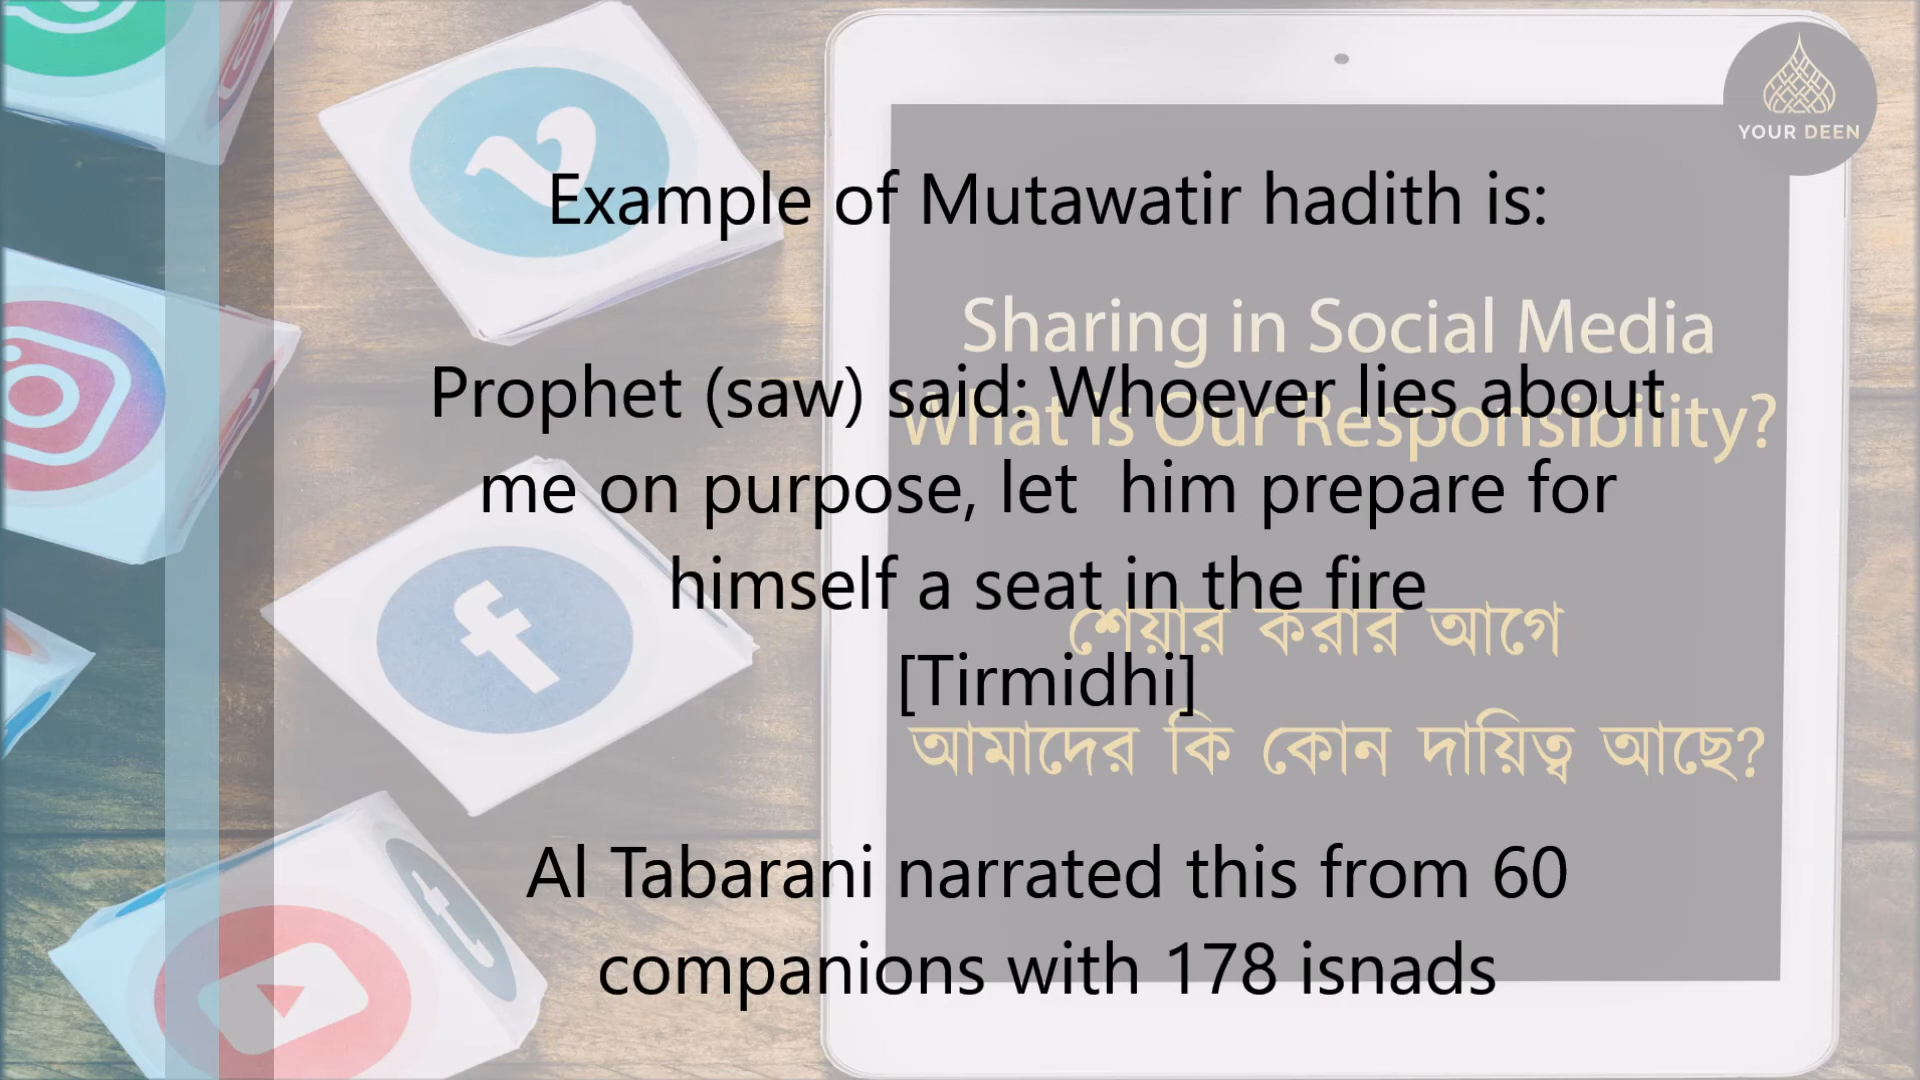 YOUR DEEN
Example of Mutawatir hadith is:
Sharing in Social Media
Prophet (saw) said: Whoever lies about
What is Our Responsibility?
me on purpose, let  him prepare for
himself a seat in the fire
শেয়ার করার আগে
[Tirmidhi]
আমাদের কি কোন দায়িত্ব আছে?
Al Tabarani narrated this from 60
companions with 178 isnads